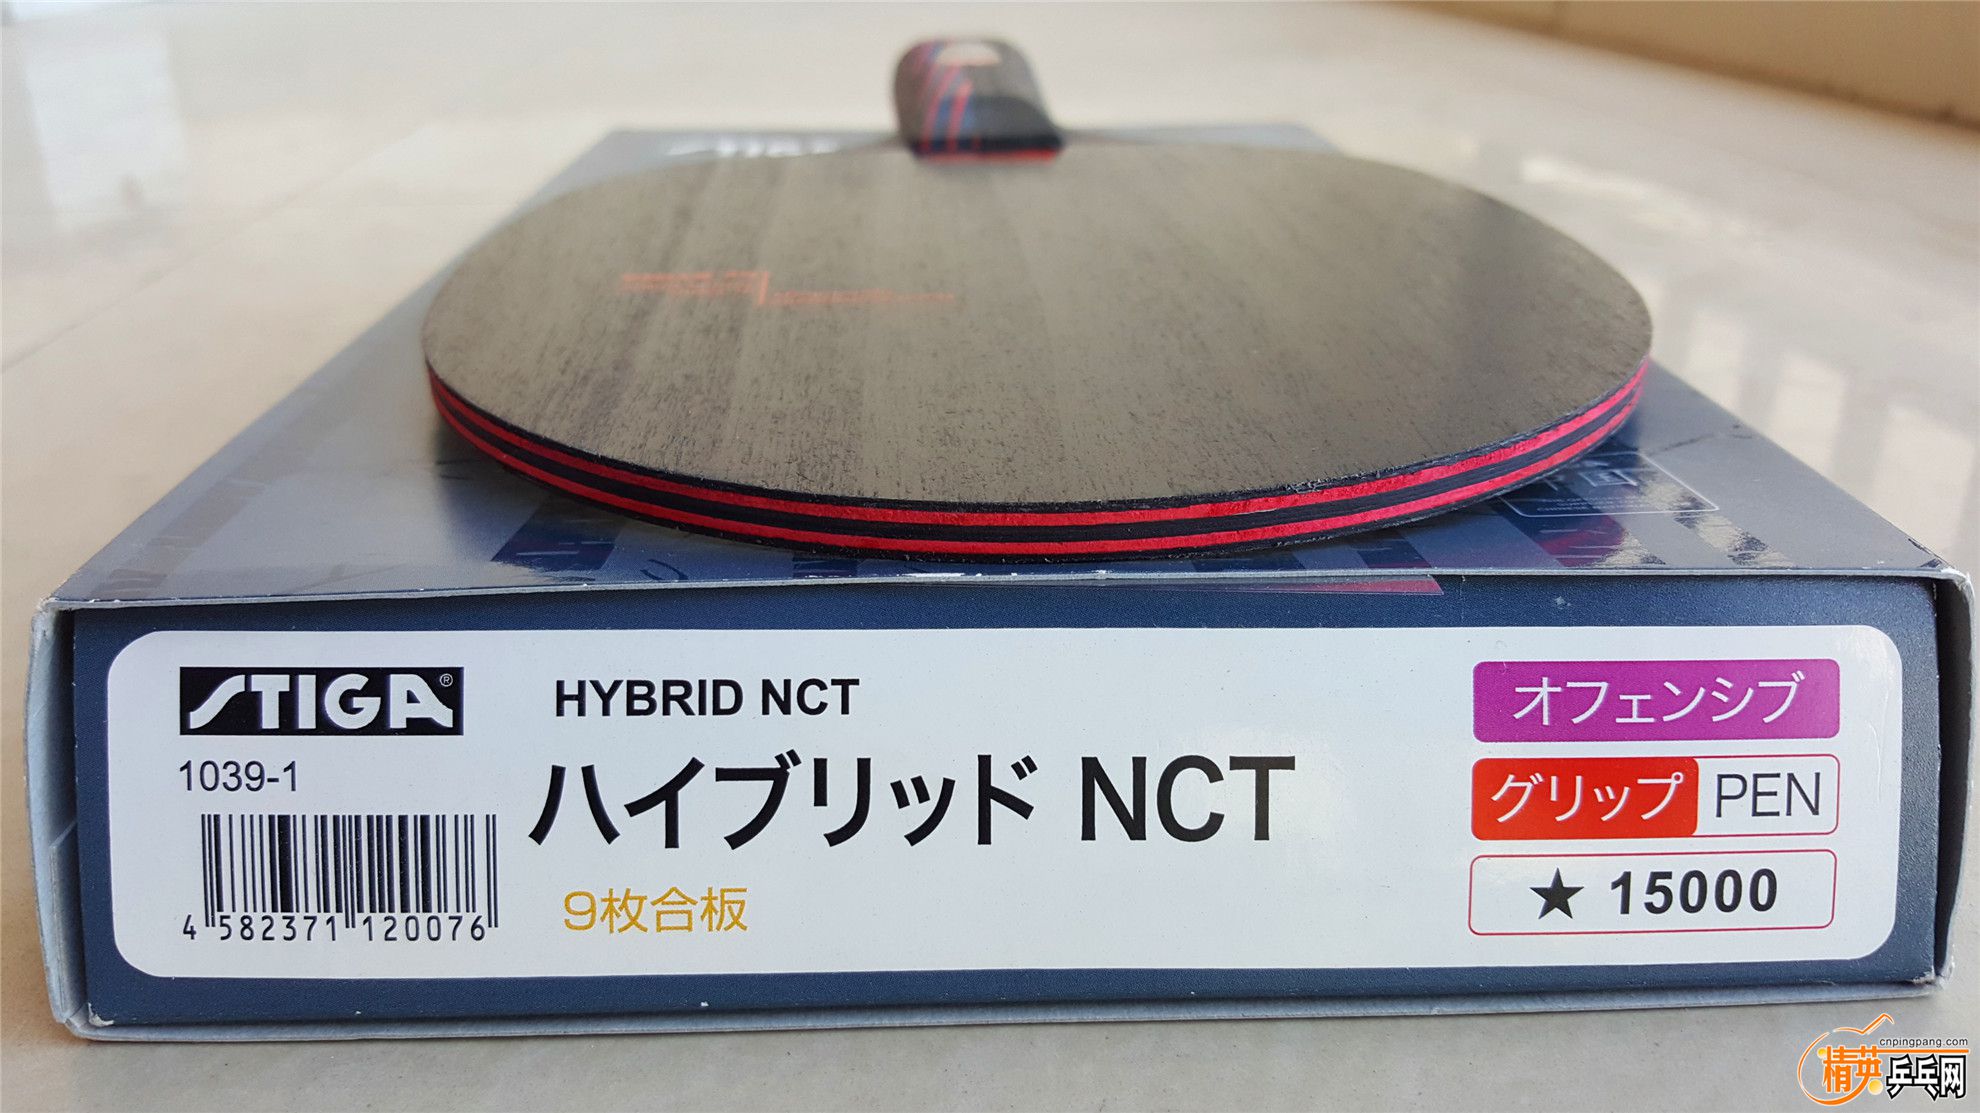 STIGA®
HYBRID NCT
1039-1
ハイブリッド NCT
9枚合板
4 582371 120076
オフェンシブ
グリップ PEN
★ 15000
cnpingpang.com
精英乒乓网